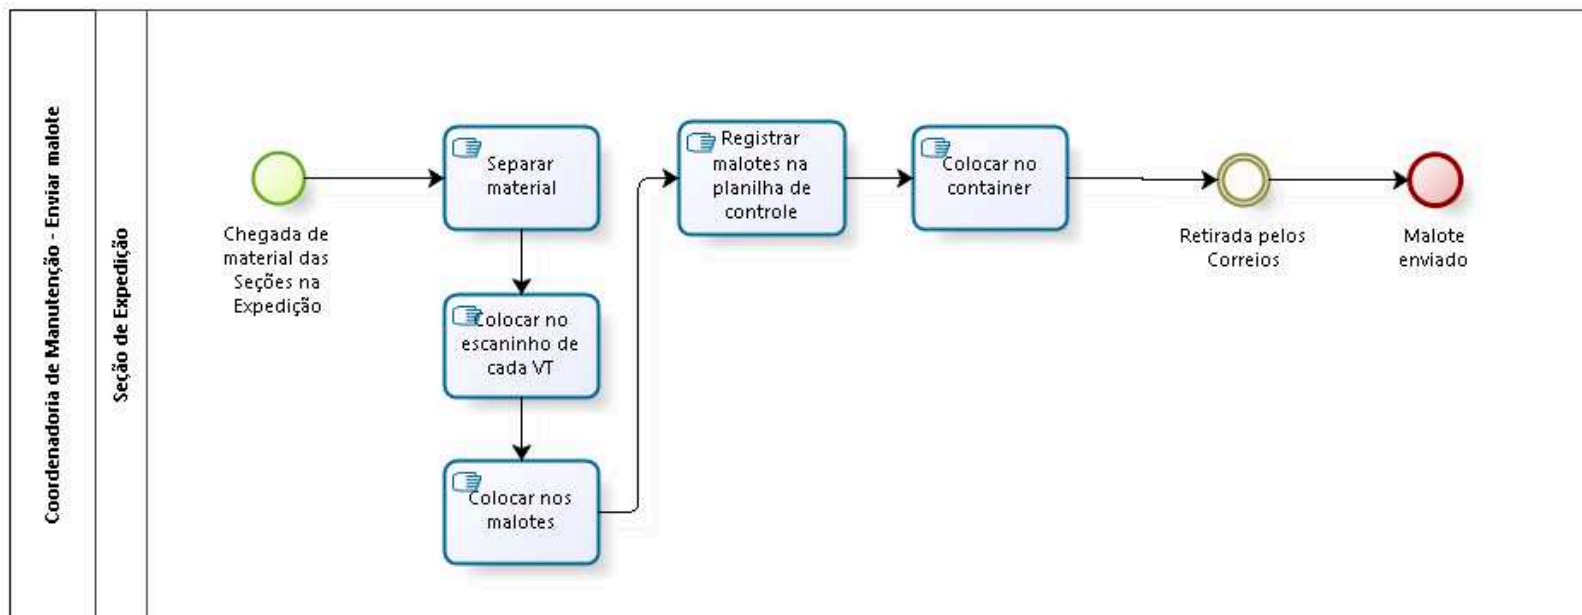 Coordenadoria de Manutenção - Enviar malote
Seção de Expedição
Chegada de
material das
Seções na
Expedição
Separar
material
Colocar no
escaninho de
cada VT
Colocar nos
malotes
Registrar
malotes na
planilha de
controle
Colocar no
container
Retirada pelos
Correios
Malote
enviado